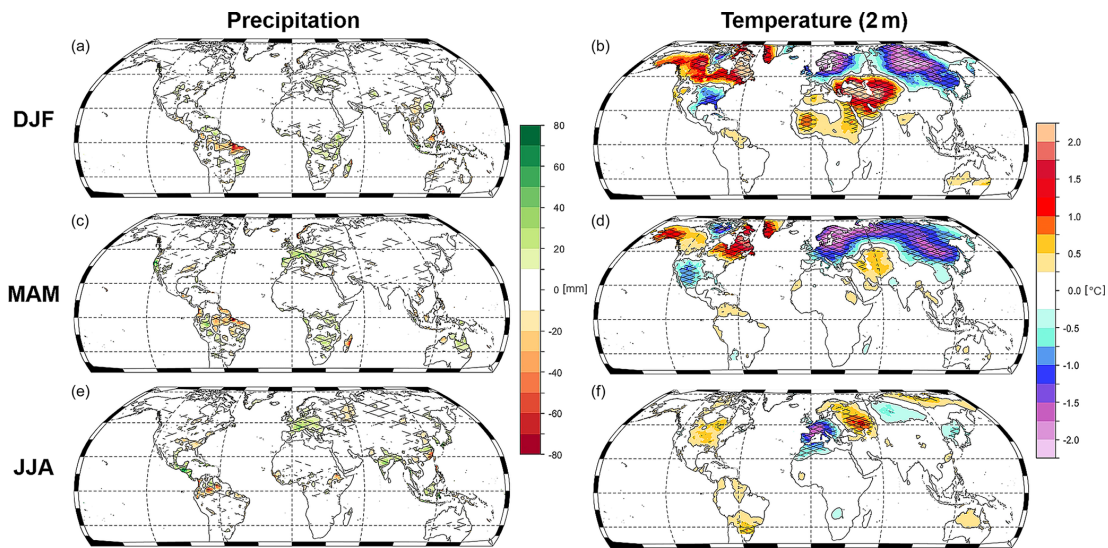 Precipitation
Temperature (2 m)
(a)
(b)
DJF
80
60
40
20
0 [mm]
-20
-40
-60
-80
2.0
1.5
1.0
0.5
0.0 [°C]
-0.5
-1.0
-1.5
-2.0
(c)
(d)
MAM
(e)
(f)
JJA